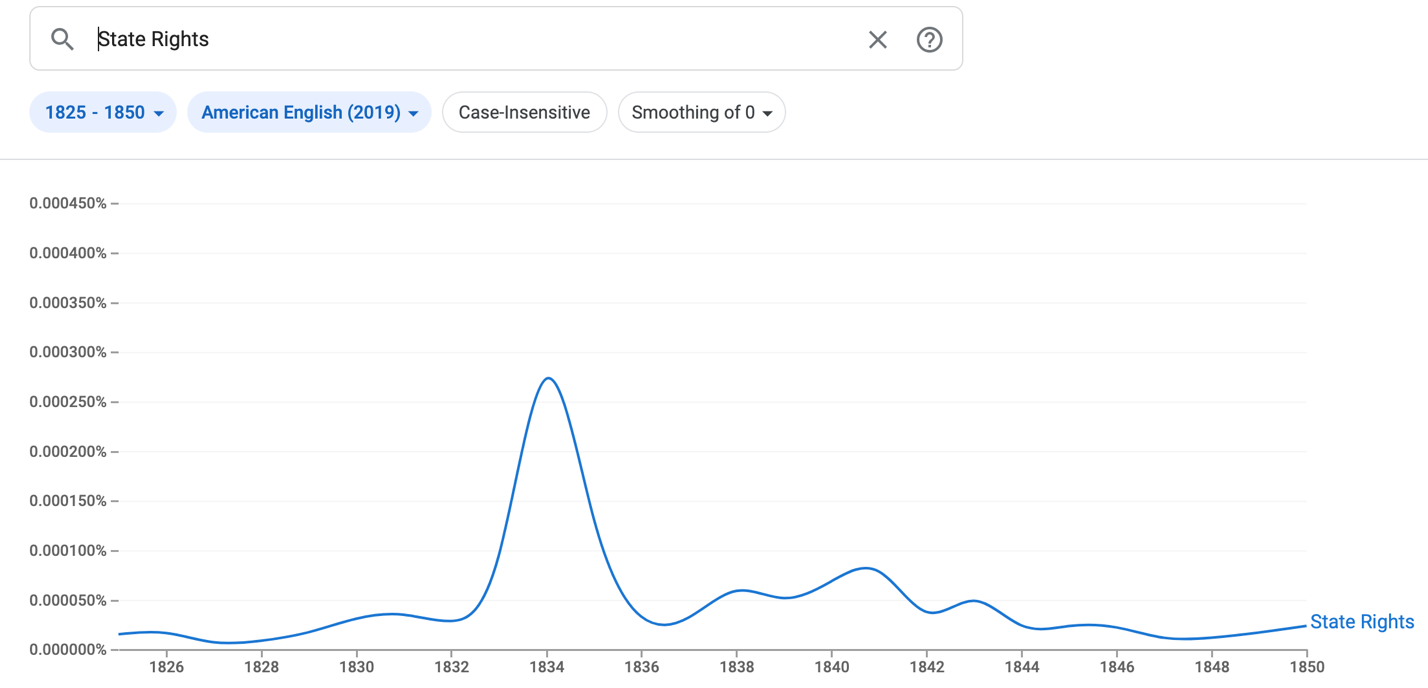 State Rights
1825 - 1850 American English (2019) Case-Insensitive Smoothing of 0
0.000450%
0.000400%
0.000350%
0.000300%
0.000250%
0.000200%
0.000150%
0.000100%
0.000050%
State Rights
0.000000%
1826 1828 1830 1832 1834 1836 1838 1840 1842 1844 1846 1848 1850